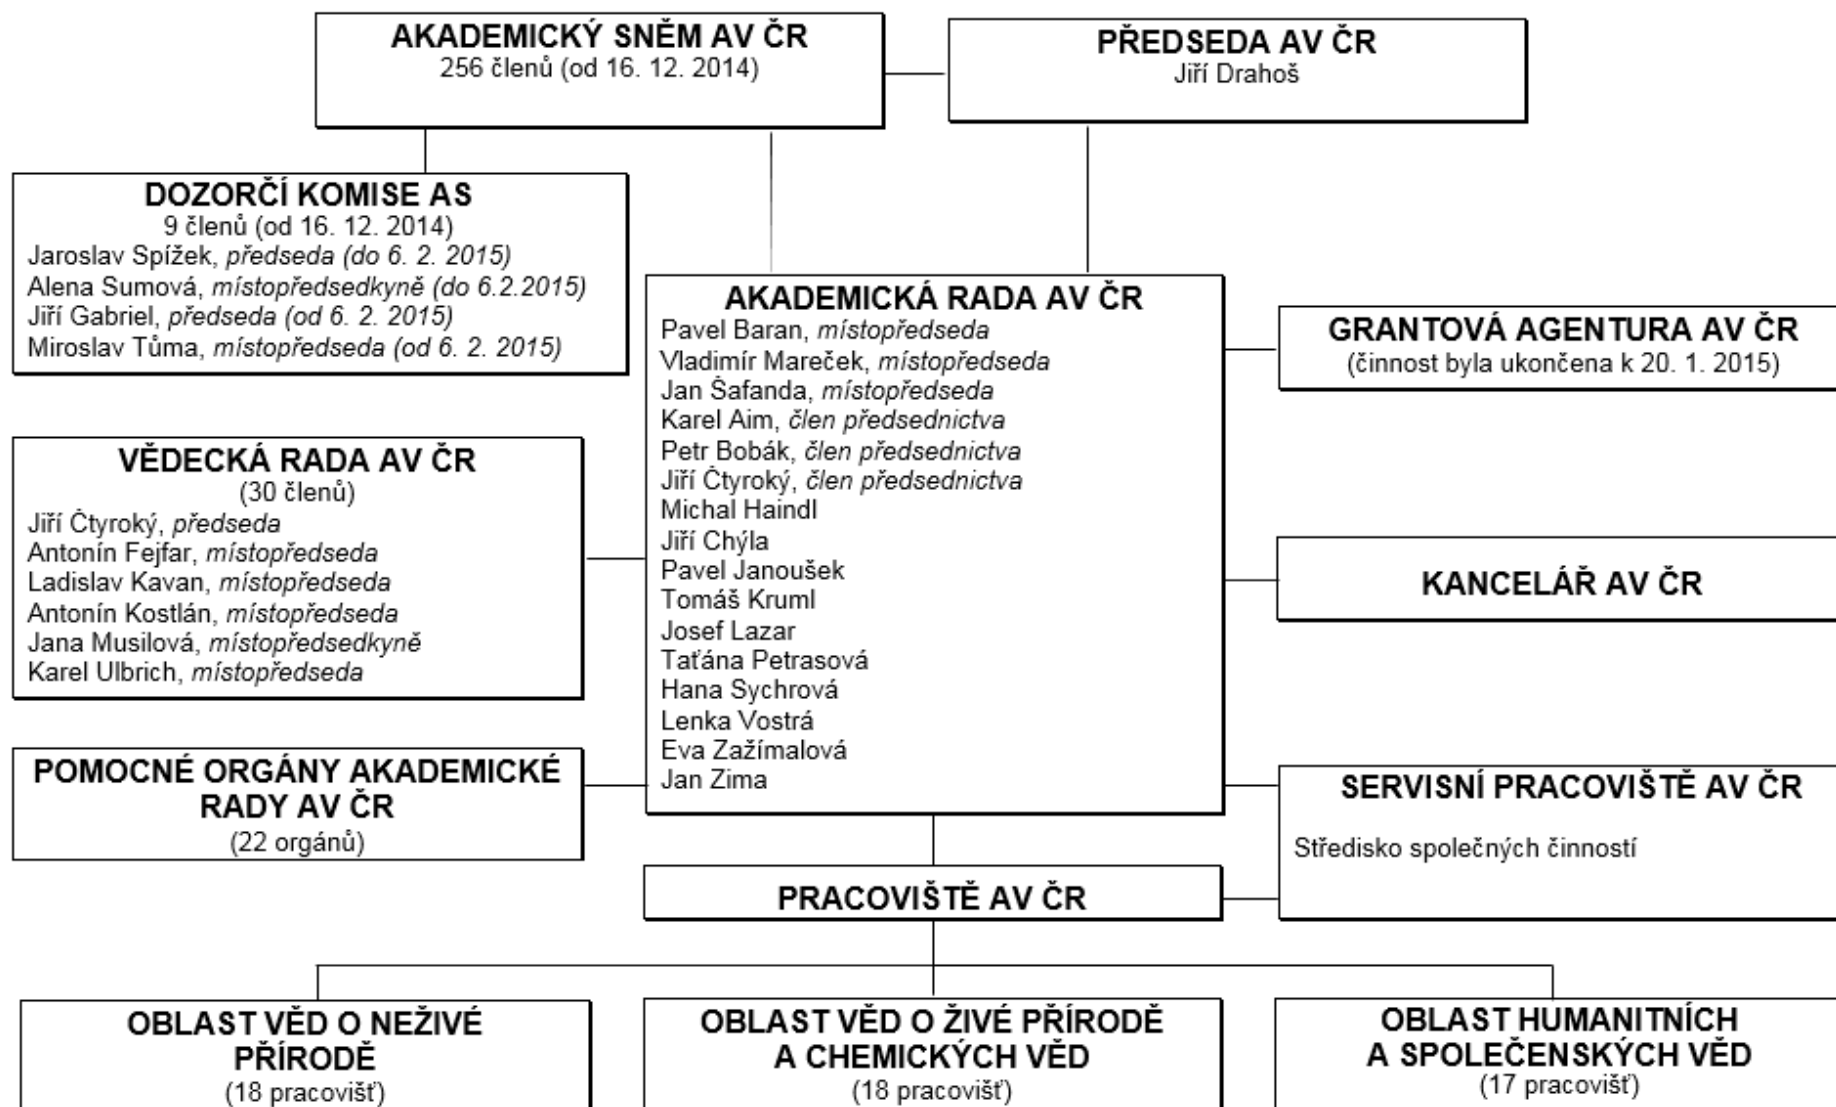 AKADEMICKÝ SNĚM AV ČR
256 členů (od 16. 12. 2014)
PŘEDSEDA AV ČR
Jiří Drahoš
DOZORČÍ KOMISE AS
9 členů (od 16. 12. 2014)
Jaroslav Spížek, předseda (do 6. 2. 2015)
Alena Sumová, místopředsedkyně (do 6.2.2015)
Jiří Gabriel, předseda (od 6. 2. 2015)
Miroslav Tůma, místopředseda (od 6. 2. 2015)
AKADEMICKÁ RADA AV ČR
Pavel Baran, místopředseda
Vladimír Mareček, místopředseda
Jan Šafanda, místopředseda
Karel Aim, člen předsednictva
Petr Bobák, člen předsednictva
Jiří Čtyroký, člen předsednictva
Michal Haindl
Jiří Chýla
Pavel Janoušek
Tomáš Kruml
Josef Lazar
Taťána Petrasová
Hana Sychrová
Lenka Vostrá
Eva Zažímalová
Jan Zima
GRANTOVÁ AGENTURA AV ČR
(činnost byla ukončena k 20. 1. 2015)
VĚDECKÁ RADA AV ČR
(30 členů)
Jiří Čtyroký, předseda
Antonín Fejfar, místopředseda
Ladislav Kavan, místopředseda
Antonín Kostlán, místopředseda
Jana Musilová, místopředsedkyně
Karel Ulbrich, místopředseda
KANCELÁŘ AV ČR
POMOCNÉ ORGÁNY AKADEMICKÉ
RADY AV ČR
(22 orgánů)
SERVISNÍ PRACOVIŠTĚ AV ČR
Středisko společných činností
PRACOVIŠTĚ AV ČR
OBLAST VĚD O NEŽIVÉ
PŘÍRODĚ
(18 pracovišť)
OBLAST VĚD O ŽIVÉ PŘÍRODĚ
A CHEMICKÝCH VĚD
(18 pracovišť)
OBLAST HUMANITNÍCH
A SPOLEČENSKÝCH VĚD
(17 pracovišť)